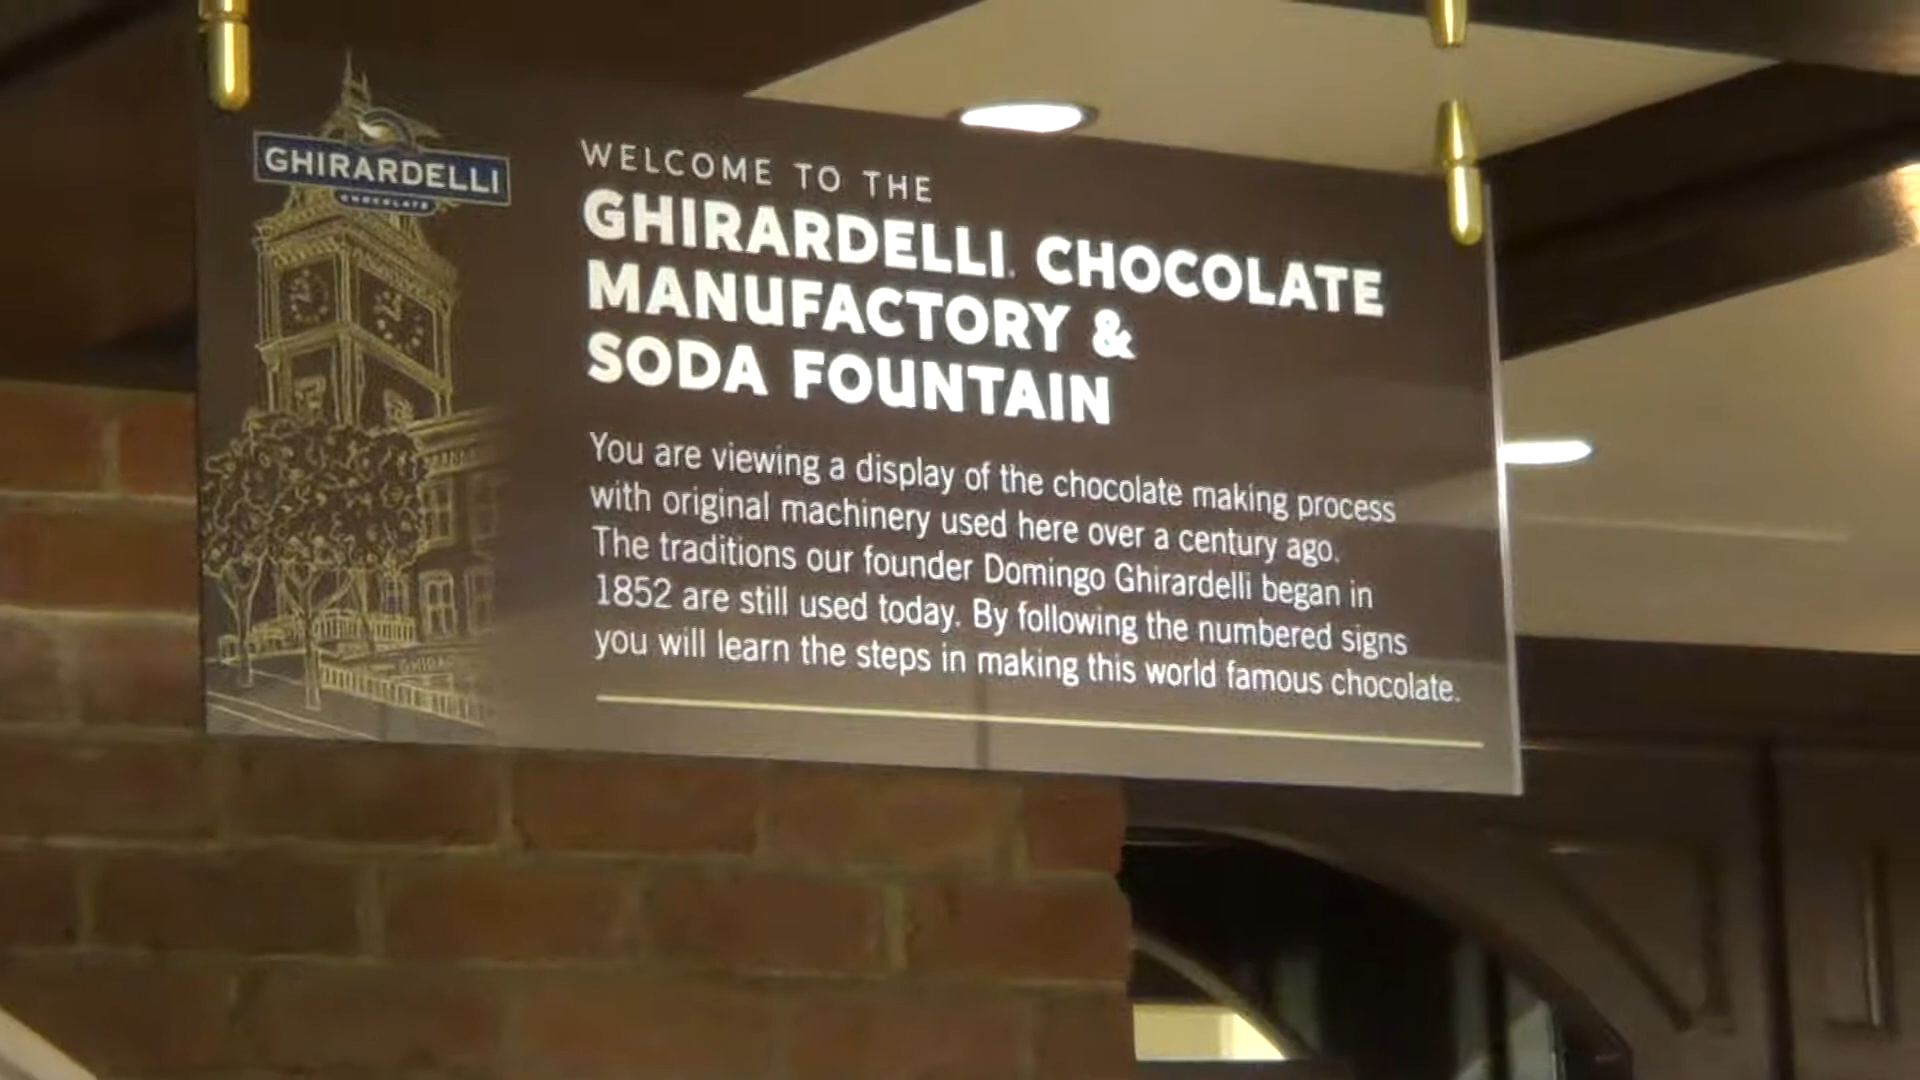 GHIRARDELLI
CHOCOLATE
WELCOME TO THE
GHIRARDELLI CHOCOLATE
MANUFACTORY &
SODA FOUNTAIN
You are viewing a display of the chocolate making process
with original machinery used here over a century ago.
The traditions our founder Domingo Ghirardelli began in
1852 are still used today. By following the numbered signs
you will learn the steps in making this world famous chocolate.